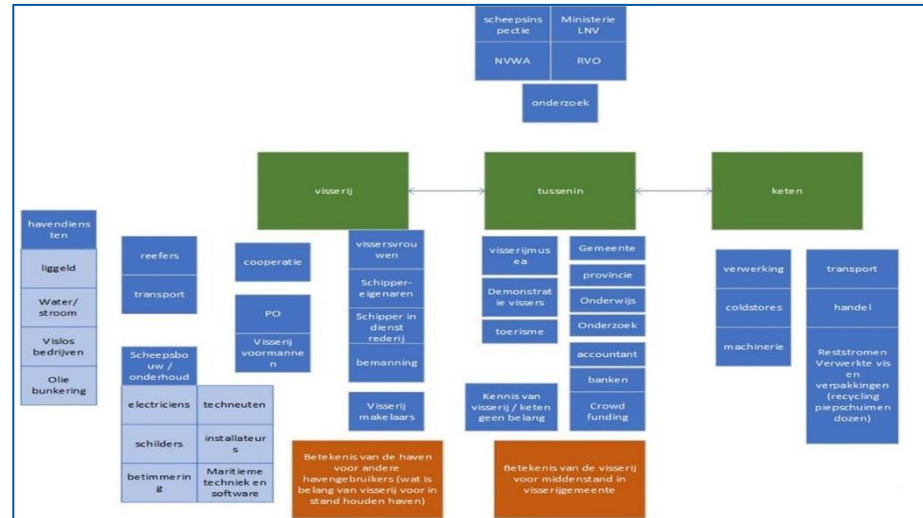 scheepsins
pectie
Ministerie
LNV
NVWA
RVO
onderzoek
visserij
tussenin
keten
havendiens
ten
liggeld
Water/
stroom
Vislos
bedrijven
Olie
bunkering
reefers
transport
Scheepsbo
uw /
onderhoud
electriciens
techneuten
schilders
installateur
s
betimmerin
g
Maritieme
techniek en
software
cooperatie
PO
Visserij
voormanne
n
vissersvrou
wen
Schipper-
eigenaren
Schipper in
dienst
rederij
bemanning
Visserij
makelaars
Betekenis van de haven
voor andere
havengebruikers (wat is
belang van visserij voor in
stand houden haven)
visserijmus
ea
Demonstrat
ie vissers
toerisme
Kennis van
visserij / keten
geen belang
Gemeente
provincie
Onderwijs
Onderzoek
accountant
banken
Crowd
funding
Betekenis van de visserij
voor middenstand in
visserijgemeente
verwerking
coldstores
machinerie
transport
handel
Reststromen
Verwerkte vis
en
verpakkingen
(recycling
piepschuimen
dozen)